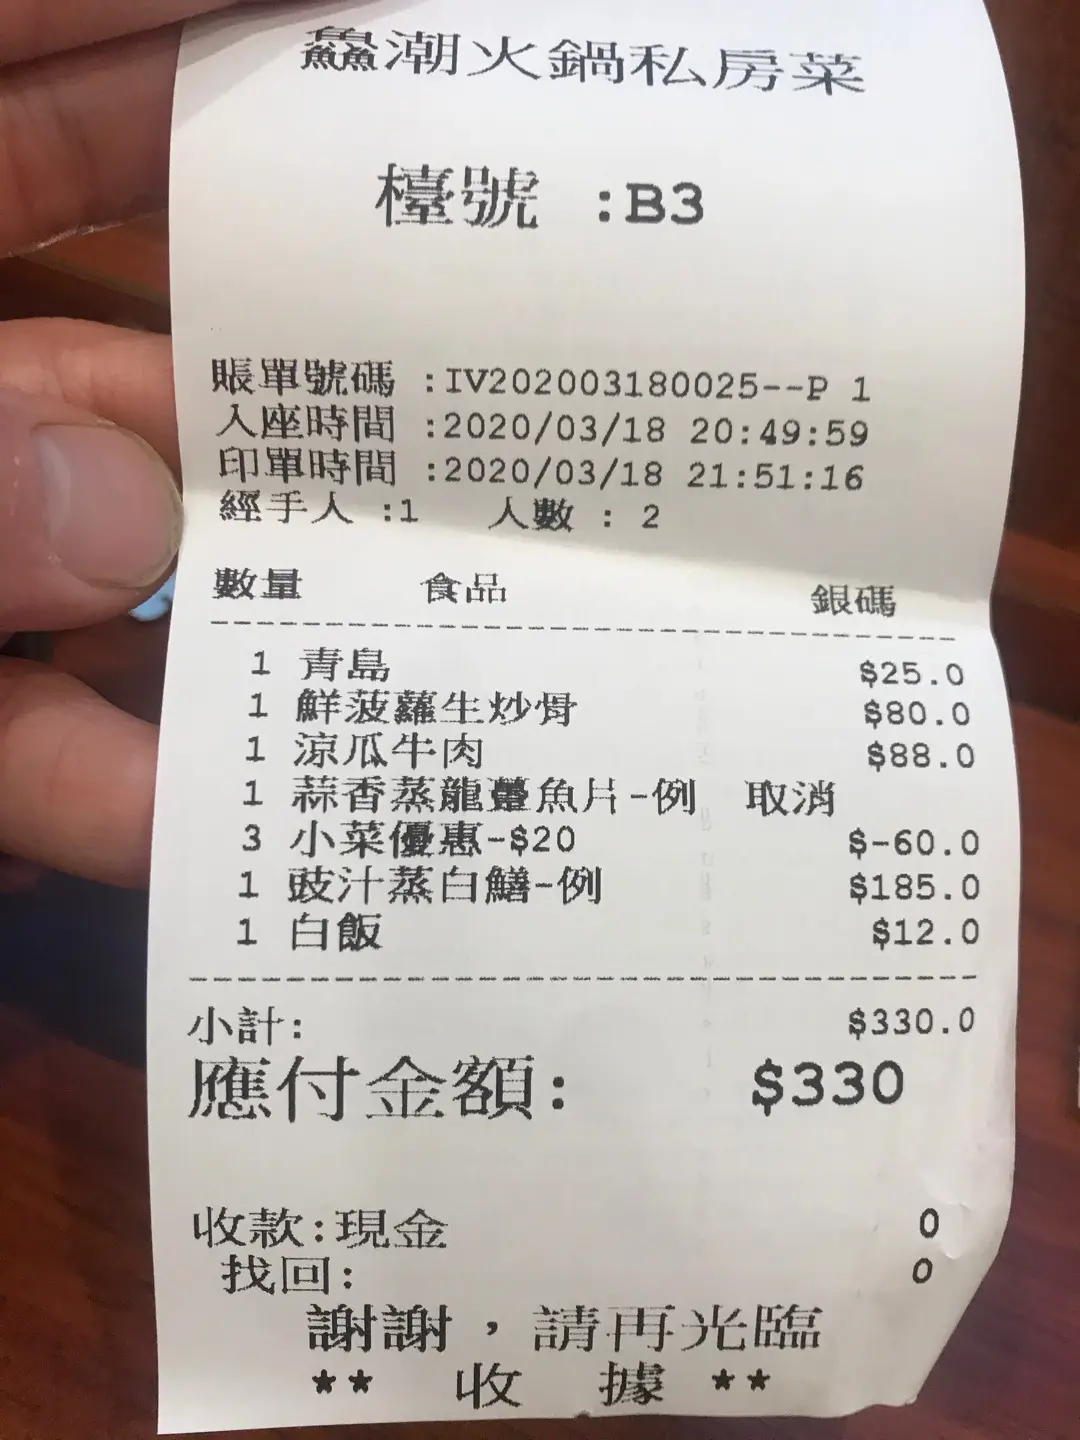 鱻潮火鍋私房菜
檯號 :B3
賬單號碼 :IV202003180025--P 1
入座時間 :2020/03/18 20:49:59
印單時間 :2020/03/18 21:51:16
經手人 :1 人數 : 2
數量 食品 銀碼
1 青島 $25.0
1 鮮菠蘿生炒骨 $80.0
1 涼瓜牛肉 $88.0
1 蒜香蒸龍躉魚片-例 取消
3 小菜優惠-$20 $-60.0
1 豉汁蒸白鱔-例 $185.0
1 白飯 $12.0
小計: $330.0
應付金額: $330
收款:現金 0
找回: 0
謝謝，請再光臨
** 收 據 **